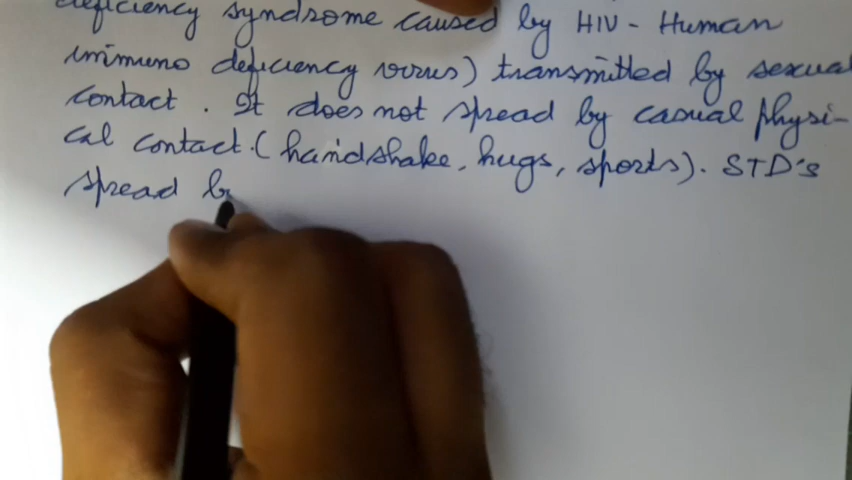 deficiency syndrome caused by HIV - Human
immuno deficiency virus) transmitted by sexual
contact. It does not spread by casual physi-
cal contact. (handshake, hugs, sports). STD's
spread b